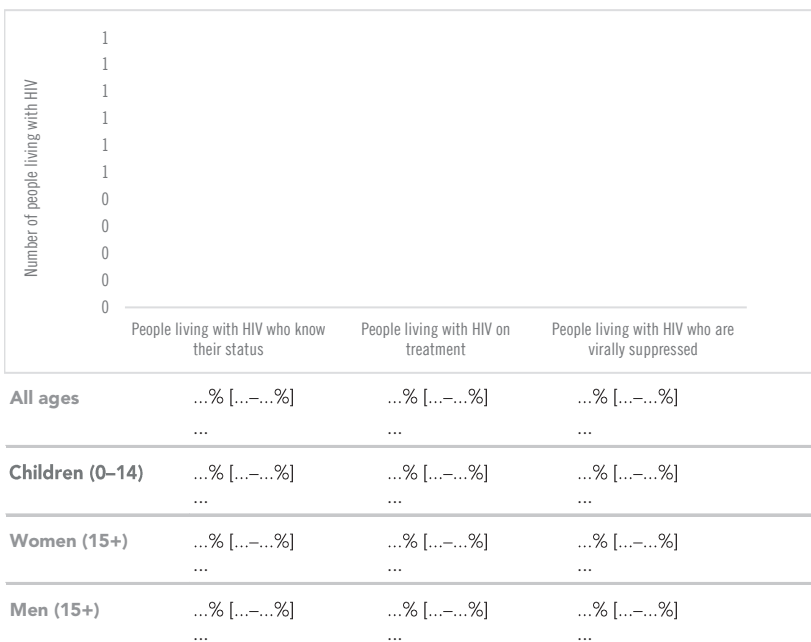 Number of people living with HIV
1
1
1
1
1
1
0
0
0
0
0
People living with HIV who know
their status
People living with HIV on
treatment
People living with HIV who are
virally suppressed
All ages ...% [...–...%] ...% [...–...%] ...% [...–...%]
... ... ...
Children (0–14) ...% [...–...%] ...% [...–...%] ...% [...–...%]
... ... ...
Women (15+) ...% [...–...%] ...% [...–...%] ...% [...–...%]
... ... ...
Men (15+) ...% [...–...%] ...% [...–...%] ...% [...–...%]
... ... ...